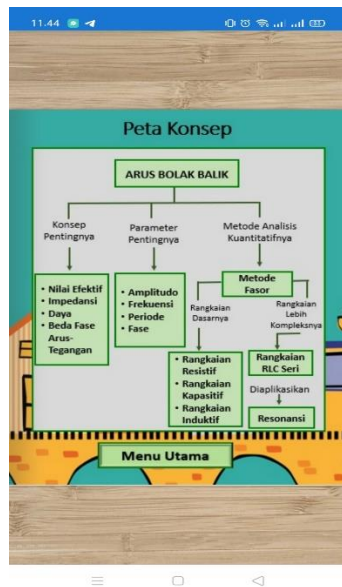 11.44
Peta Konsep
ARUS BOLAK BALIK
Konsep
Pentingnya
Parameter
Pentingnya
Metode Analisis
Kuantitatifnya
• Nilai Efektif
• Impedansi
• Daya
• Beda Fase
Arus-
Tegangan
• Amplitudo
• Frekuensi
• Periode
• Fase
Metode
Fasor
Rangkaian
Dasarnya
Rangkaian
Lebih
Kompleksnya
• Rangkaian
Resistif
• Rangkaian
Kapasitif
• Rangkaian
Induktif
Rangkaian
RLC Seri
Diaplikasikan
Resonansi
Menu Utama